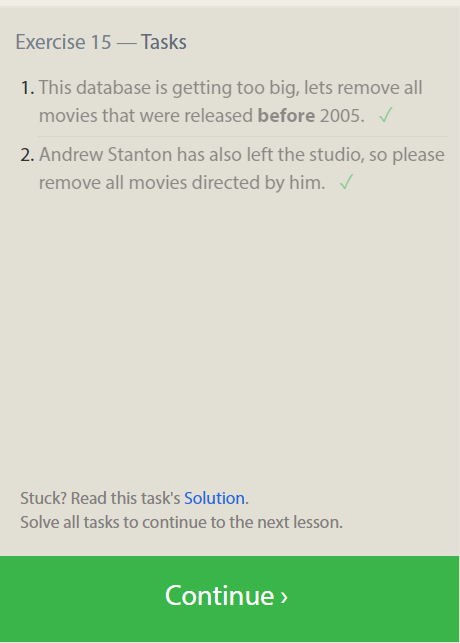 Exercise 15 — Tasks
1. This database is getting too big, lets remove all
movies that were released before 2005. ✓
2. Andrew Stanton has also left the studio, so please
remove all movies directed by him. ✓
Stuck? Read this task's Solution.
Solve all tasks to continue to the next lesson.
Continue ›